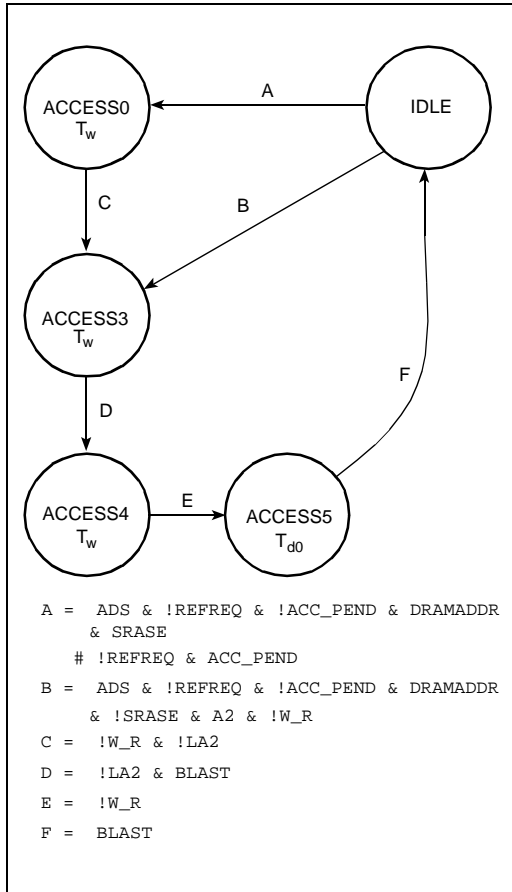 A
ACCESS0
Tw
IDLE
C
B
ACCESS3
Tw
F
D
ACCESS4
Tw
E
ACCESS5
Td0
A = ADS & !REFREQ & !ACC_PEND & DRAMADDR
& SRASE
# !REFREQ & ACC_PEND
B = ADS & !REFREQ & !ACC_PEND & DRAMADDR
& !SRASE & A2 & !W_R
C = !W_R & !LA2
D = !LA2 & BLAST
E = !W_R
F = BLAST